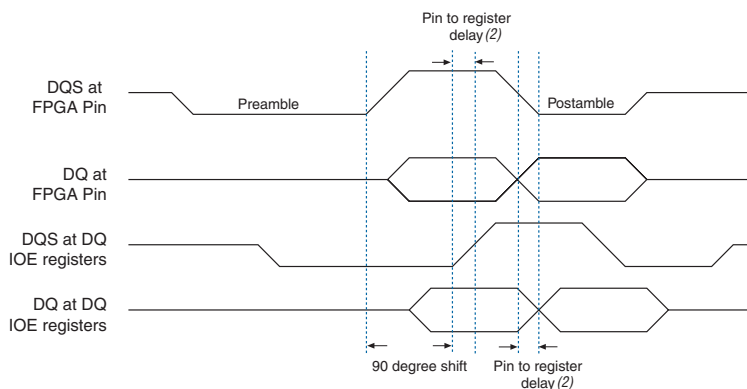 Pin to register
delay (2)
DQS at
FPGA Pin
Preamble
Postamble
DQ at
FPGA Pin
DQS at DQ
IOE registers
DQ at DQ
IOE registers
90 degree shift
Pin to register
delay (2)